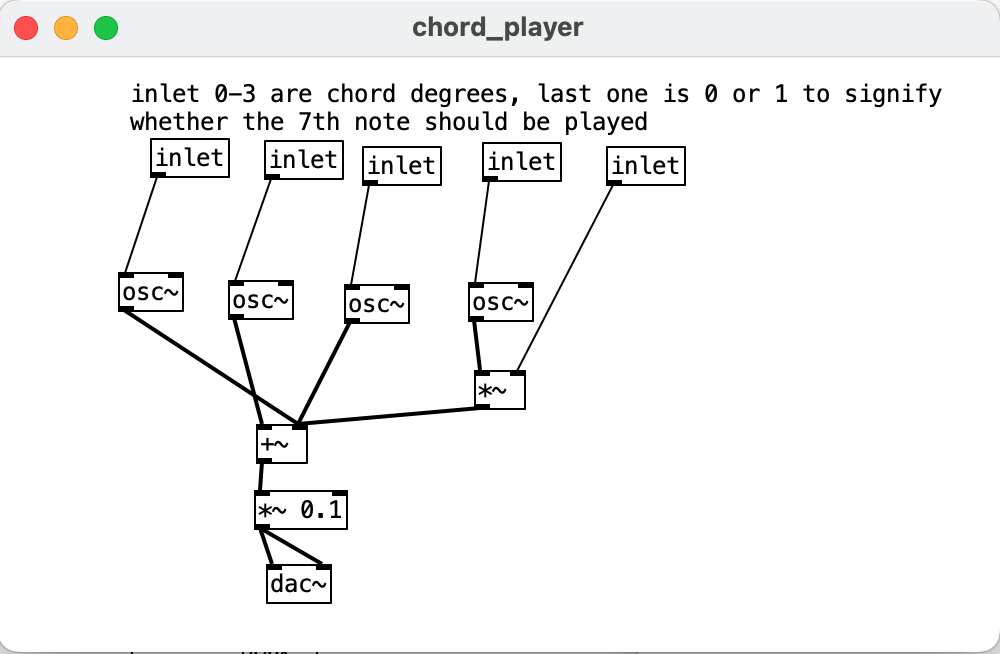 chord_player
inlet 0-3 are chord degrees, last one is 0 or 1 to signify
whether the 7th note should be played
inlet inlet inlet inlet inlet
osc~ osc~ osc~ osc~
*~
+~
*~ 0.1
dac~